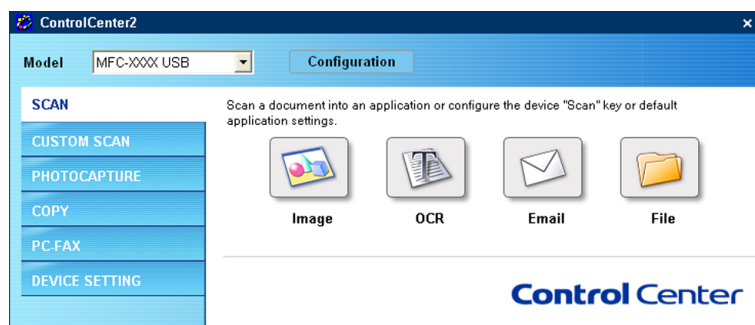 ControlCenter2
Model MFC-XXXX USB Configuration
SCAN
CUSTOM SCAN
PHOTOCAPTURE
COPY
PC-FAX
DEVICE SETTING
Scan a document into an application or configure the device "Scan" key or default
application settings.
Image OCR Email File
Control Center